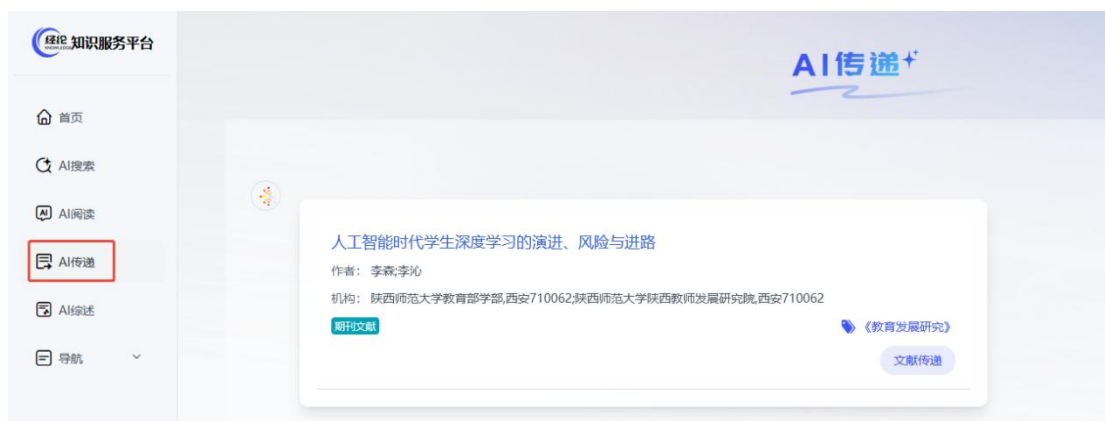 经纶 知识服务平台
AI传递
首页
AI搜索
AI阅读
AI传递
AI综述
导航
人工智能时代学生深度学习的演进、风险与进路
作者： 李森;李沁
机构： 陕西师范大学教育部学部,西安710062;陕西师范大学陕西教师发展研究院,西安710062
期刊文献
《教育发展研究》
文献传递